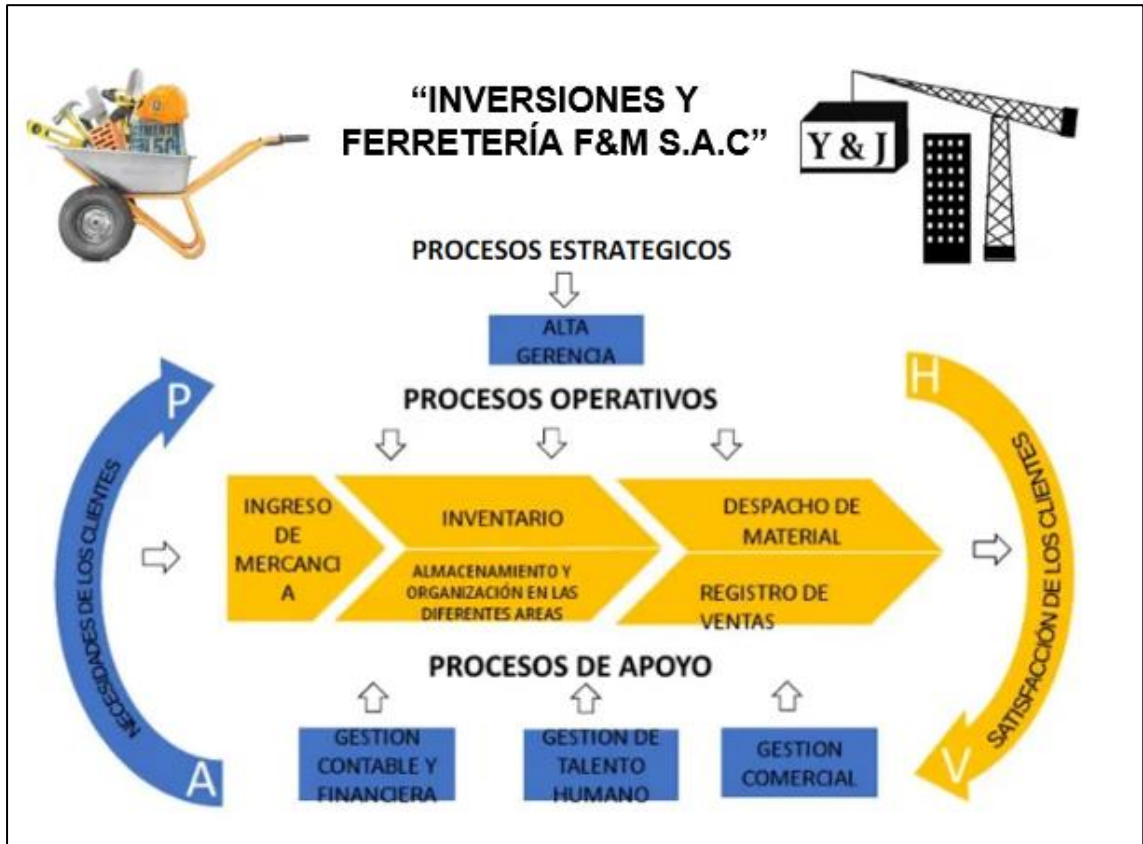 “INVERSIONES Y
FERRETERÍA F&M S.A.C”
Y & J
PROCESOS ESTRATEGICOS
ALTA
GERENCIA
P
H
PROCESOS OPERATIVOS
NECESIDADES DE LOS CLIENTES
INGRESO
DE
MERCANCI
A
INVENTARIO
ALMACENAMIENTO Y
ORGANIZACIÓN EN LAS
DIFERENTES AREAS
DESPACHO DE
MATERIAL
REGISTRO DE
VENTAS
SATISFACCIÓN DE LOS CLIENTES
PROCESOS DE APOYO
A
GESTION
CONTABLE Y
FINANCIERA
GESTION DE
TALENTO
HUMANO
GESTION
COMERCIAL
V